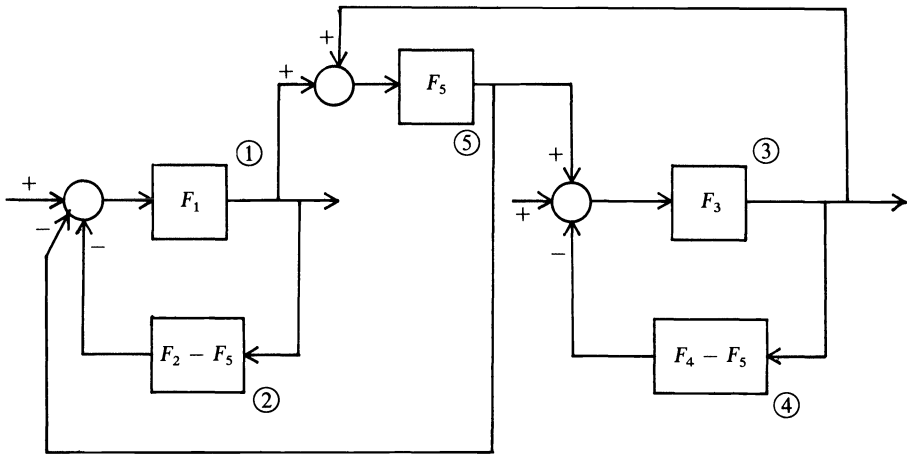 +
+
F₅
⑤
①
③
+
+
F₁
+
F₃
−
−
−
F₂ − F₅
②
F₄ − F₅
④